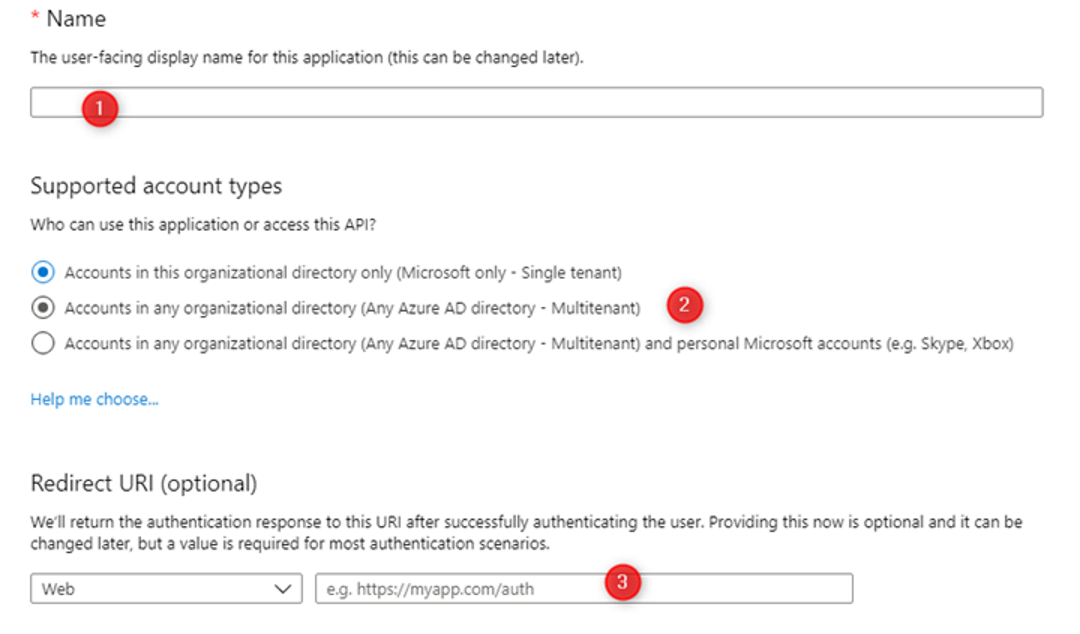 * Name
The user-facing display name for this application (this can be changed later).
1
Supported account types
Who can use this application or access this API?
Accounts in this organizational directory only (Microsoft only - Single tenant)
Accounts in any organizational directory (Any Azure AD directory - Multitenant) 2
Accounts in any organizational directory (Any Azure AD directory - Multitenant) and personal Microsoft accounts (e.g. Skype, Xbox)
Help me choose...
Redirect URI (optional)
We'll return the authentication response to this URI after successfully authenticating the user. Providing this now is optional and it can be
changed later, but a value is required for most authentication scenarios.
Web e.g. https://myapp.com/auth 3